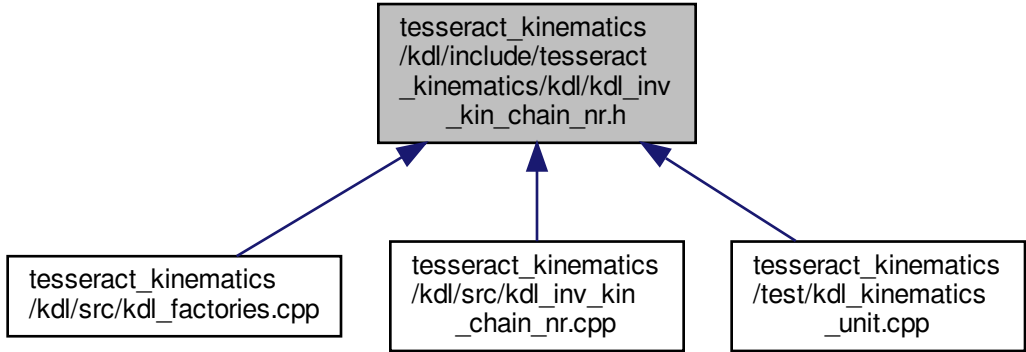 tesseract_kinematics
/kdl/include/tesseract
_kinematics/kdl/kdl_inv
_kin_chain_nr.h
tesseract_kinematics
/kdl/src/kdl_factories.cpp
tesseract_kinematics
/kdl/src/kdl_inv_kin
_chain_nr.cpp
tesseract_kinematics
/test/kdl_kinematics
_unit.cpp